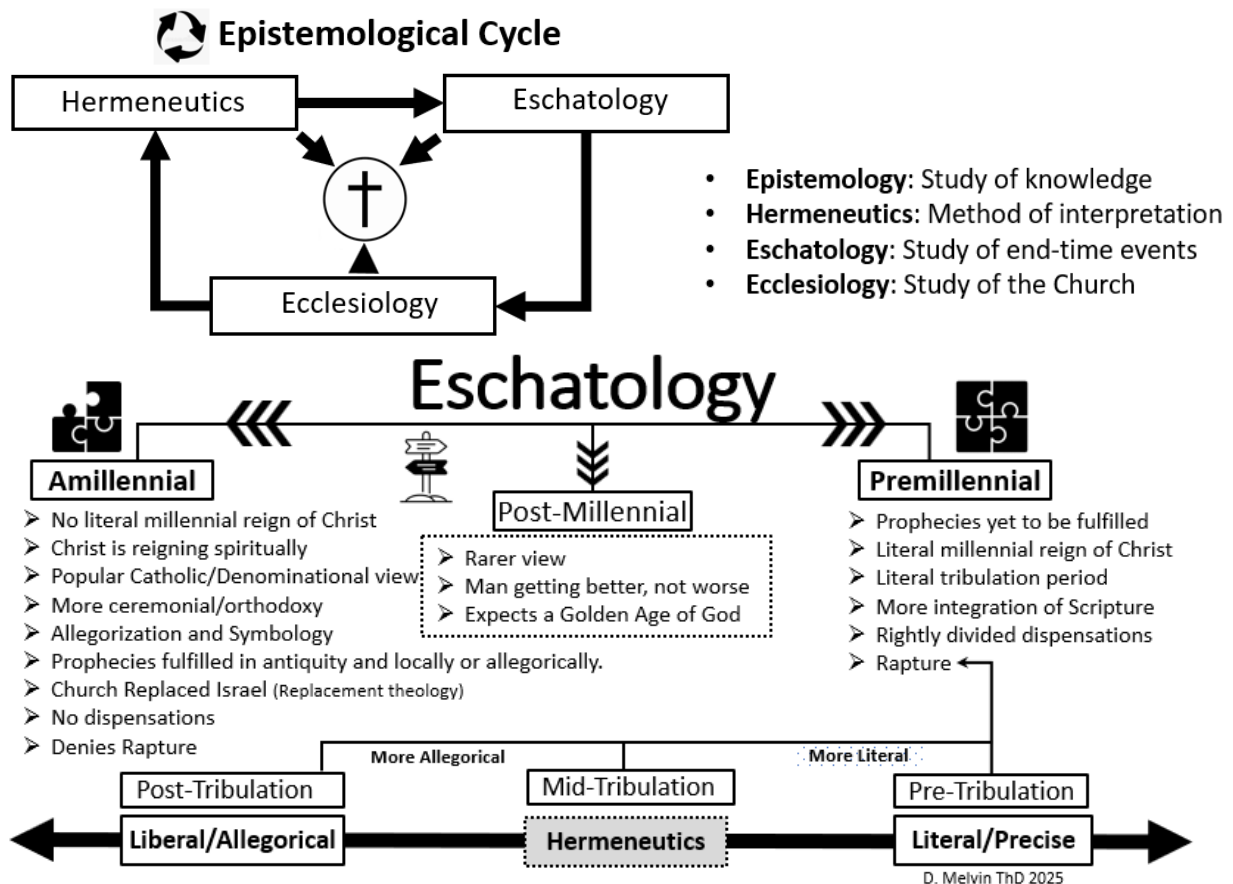 Epistemological Cycle
Hermeneutics
Eschatology
Ecclesiology
• Epistemology: Study of knowledge
• Hermeneutics: Method of interpretation
• Eschatology: Study of end-time events
• Ecclesiology: Study of the Church
Eschatology
Amillennial
➢ No literal millennial reign of Christ
➢ Christ is reigning spiritually
➢ Popular Catholic/Denominational view
➢ More ceremonial/orthodoxy
➢ Allegorization and Symbology
➢ Prophecies fulfilled in antiquity and locally or allegorically.
➢ Church Replaced Israel (Replacement theology)
➢ No dispensations
➢ Denies Rapture
Post-Millennial
➢ Rarer view
➢ Man getting better, not worse
➢ Expects a Golden Age of God
Premillennial
➢ Prophecies yet to be fulfilled
➢ Literal millennial reign of Christ
➢ Literal tribulation period
➢ More integration of Scripture
➢ Rightly divided dispensations
➢ Rapture
More Allegorical
More Literal
Post-Tribulation
Mid-Tribulation
Pre-Tribulation
Liberal/Allegorical
Hermeneutics
Literal/Precise
D. Melvin ThD 2025